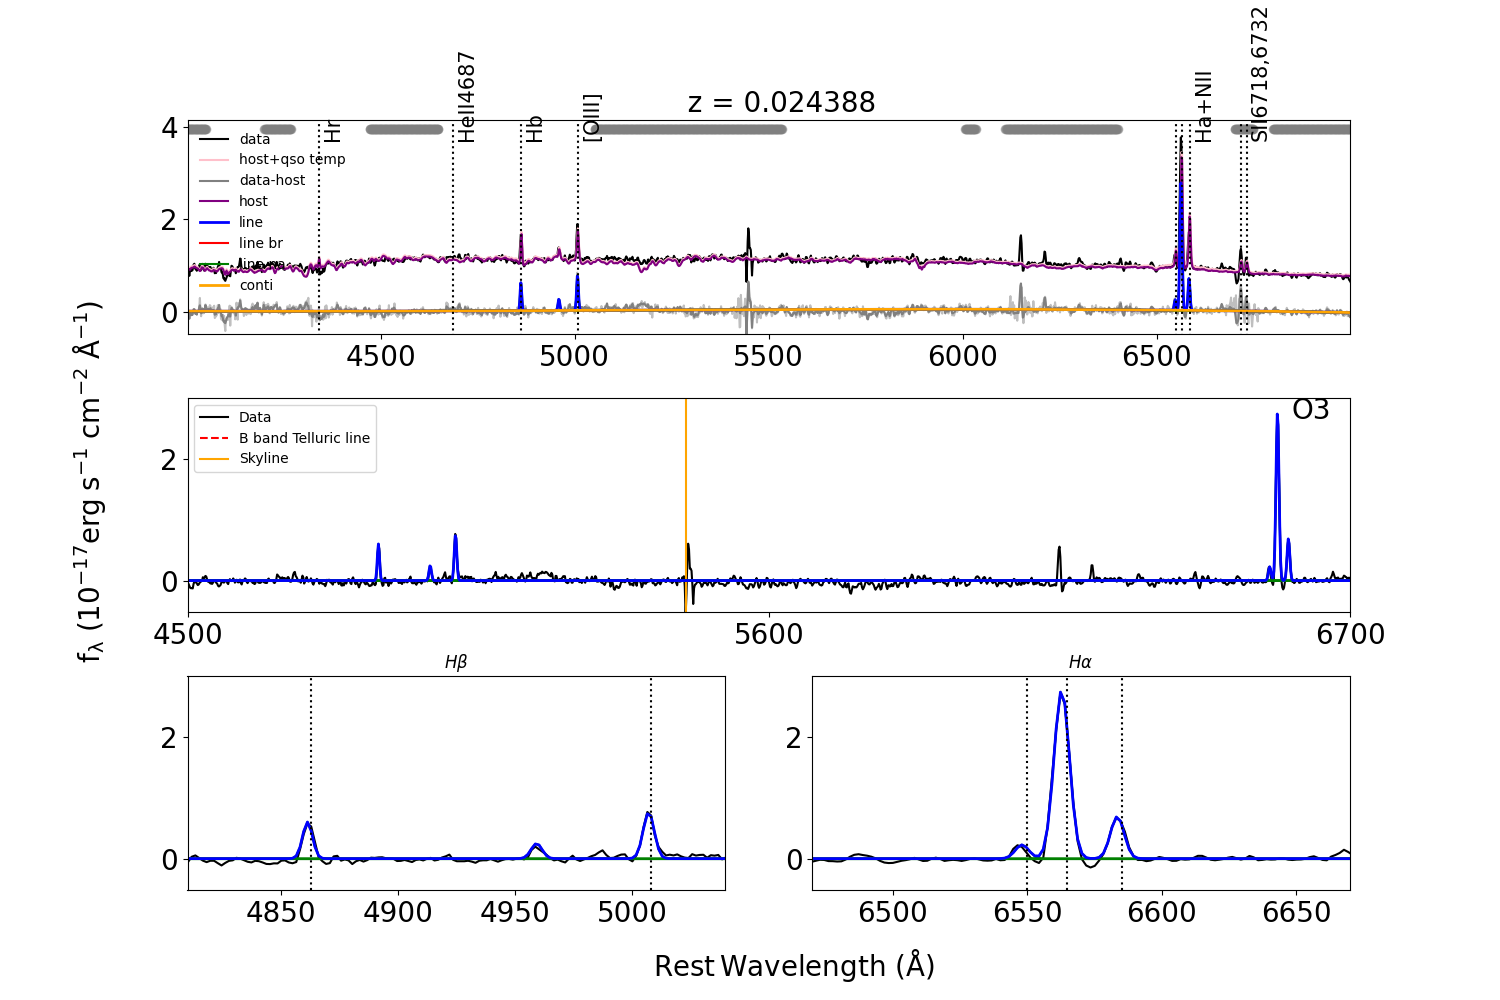 z = 0.024388
Hr
HeII4687
Hb
[OIII]
Ha+NII
SII6718,6732
4
2
0
data
host+qso temp
data-host
host
line
line br
conti
4500 5000 5500 6000 6500
O3
2
0
Data
B band Telluric line
Skyline
4500 5600 6700
fλ (10⁻¹⁷erg s⁻¹ cm⁻² Å⁻¹)
Hβ
2
0
4850 4900 4950 5000
Hα
2
0
6500 6550 6600 6650
Rest Wavelength (Å)